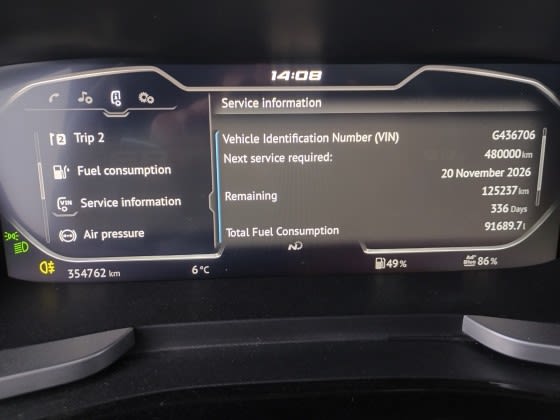 14:08
Service information
Trip 2
Fuel consumption
Service information
Air pressure
Vehicle Identification Number (VIN) G436706
Next service required: 480000 km
20 November 2026
Remaining 125237 km
336 Days
Total Fuel Consumption 91689.7 l
354762 km 6 °C 49 % 86 %